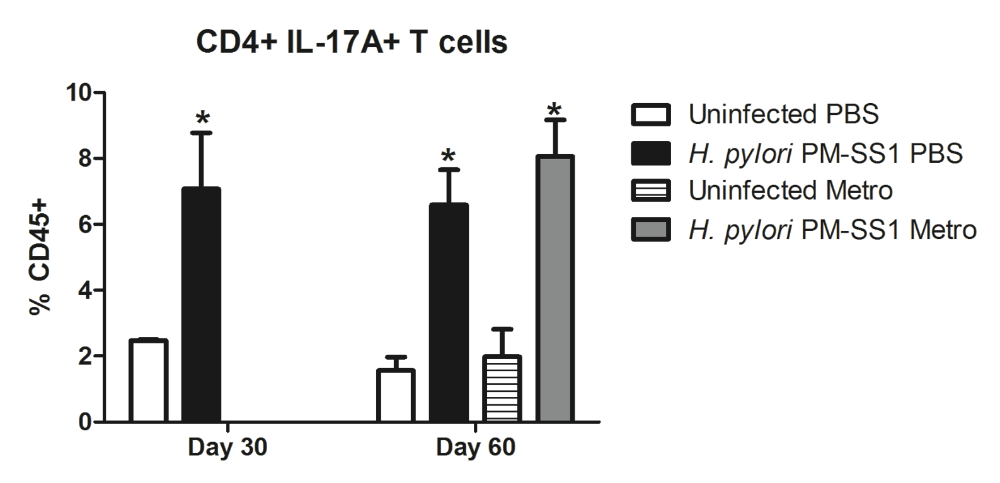 CD4+ IL-17A+ T cells
% CD45+
10
8
6
4
2
0
*
*
*
Day 30
Day 60
Uninfected PBS
H. pylori PM-SS1 PBS
Uninfected Metro
H. pylori PM-SS1 Metro